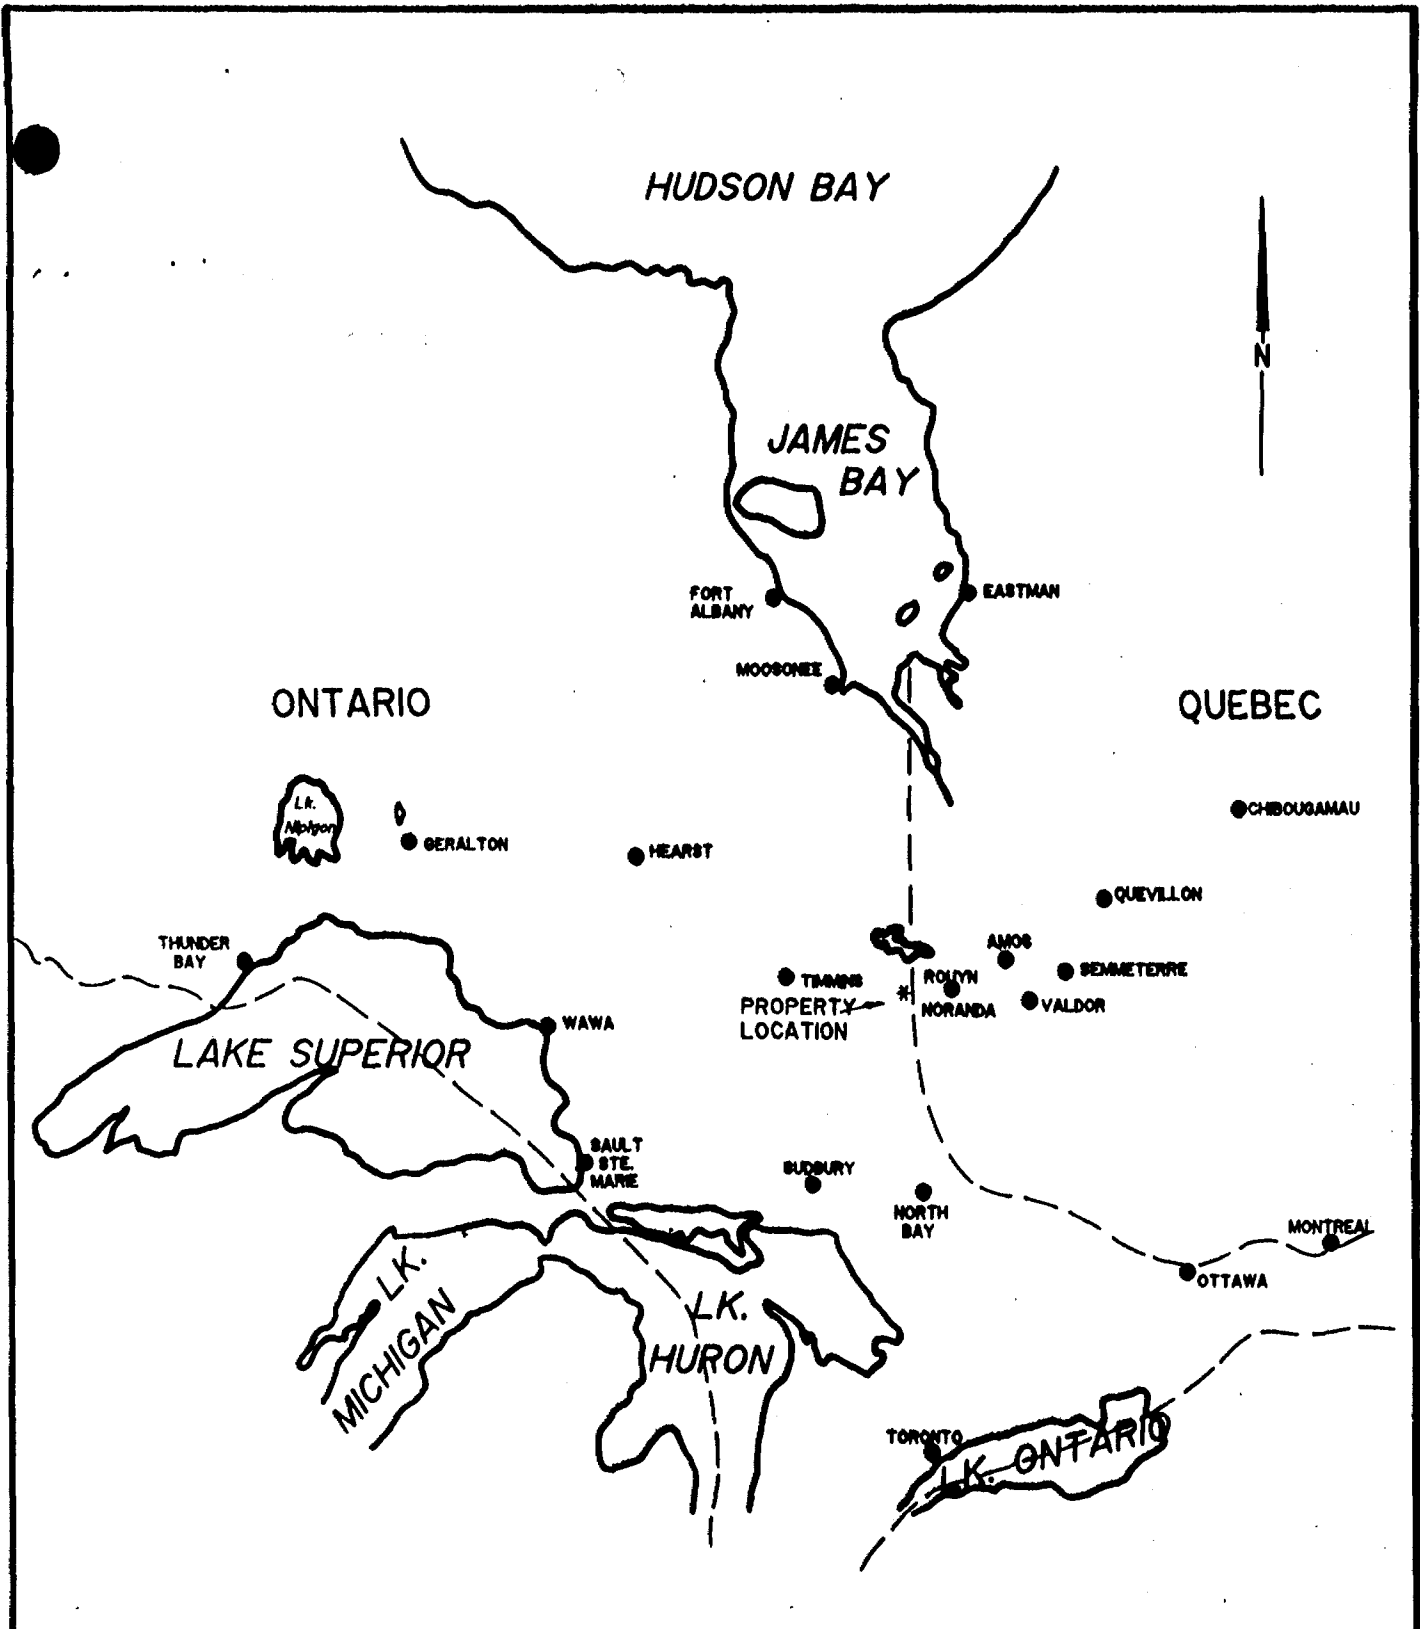 HUDSON BAY
N
JAMES
BAY
FORT
ALBANY
EASTMAN
MOOSONEE
ONTARIO
QUEBEC
Lk.
Nipigon
GERALTON
HEARST
CHIBOUGAMAU
QUEVILLON
THUNDER
BAY
AMOS
TIMMINS
ROUYN
NORANDA
SEMMETERRE
VALDOR
PROPERTY
LOCATION
*
WAWA
LAKE SUPERIOR
SAULT
STE.
MARIE
SUDBURY
NORTH
BAY
MONTREAL
OTTAWA
LK.
MICHIGAN
LK.
HURON
TORONTO
LK. ONTARIO